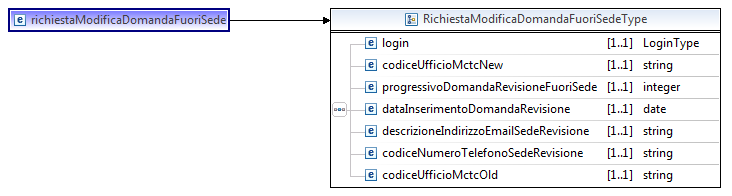 richiestaModificaDomandaFuoriSede
RichiestaModificaDomandaFuoriSedeType
login [1..1] LoginType
codiceUfficioMctcNew [1..1] string
progressivoDomandaRevisioneFuoriSede [1..1] integer
dataInserimentoDomandaRevisione [1..1] date
descrizioneIndirizzoEmailSedeRevisione [1..1] string
codiceNumeroTelefonoSedeRevisione [1..1] string
codiceUfficioMctcOld [1..1] string